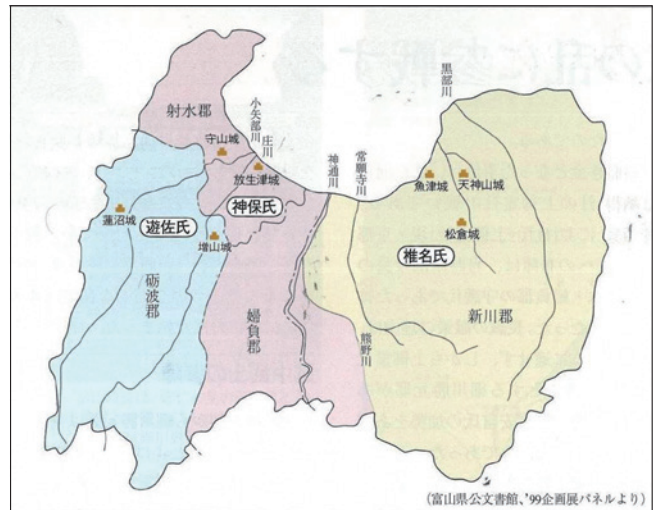 黒部川
射水郡
小矢部川
庄川
守山城
放生津城
神通川
常願寺川
魚津城
天神山城
蓮沼城
遊佐氏
神保氏
増山城
松倉城
椎名氏
砺波郡
婦負郡
熊野川
新川郡
(富山県公文書館、'99企画展パネルより)